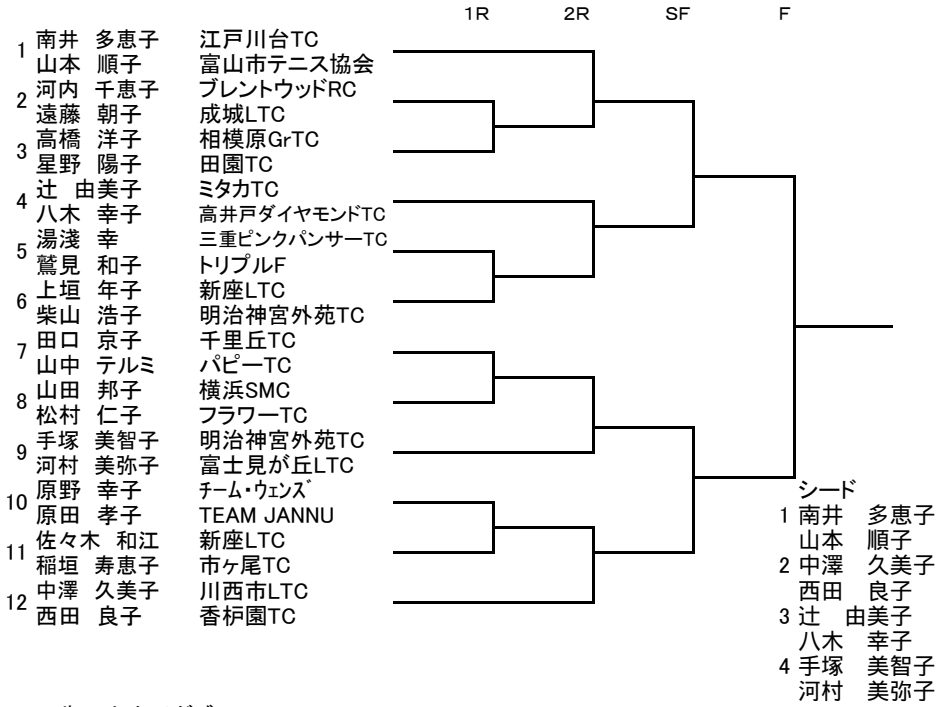 1R 2R SF F
1 南井 多恵子 江戸川台TC
山本 順子 富山市テニス協会
2 河内 千恵子 ブレントウッドRC
遠藤 朝子 成城LTC
3 高橋 洋子 相模原GrTC
星野 陽子 田園TC
4 辻 由美子 ミタカTC
八木 幸子 高井戸ダイヤモンドTC
5 湯淺 幸 三重ピンクパンサーTC
鷲見 和子 トリプルF
6 上垣 年子 新座LTC
柴山 浩子 明治神宮外苑TC
7 田口 京子 千里丘TC
山中 テルミ パピーTC
8 山田 邦子 横浜SMC
松村 仁子 フラワーTC
9 手塚 美智子 明治神宮外苑TC
河村 美弥子 富士見が丘LTC
10 原野 幸子 チーム・ウェンズ
原田 孝子 TEAM JANNU
11 佐々木 和江 新座LTC
稲垣 寿恵子 市ヶ尾TC
12 中澤 久美子 川西市LTC
西田 良子 香枦園TC
シード
1 南井 多恵子
山本 順子
2 中澤 久美子
西田 良子
3 辻 由美子
八木 幸子
4 手塚 美智子
河村 美弥子